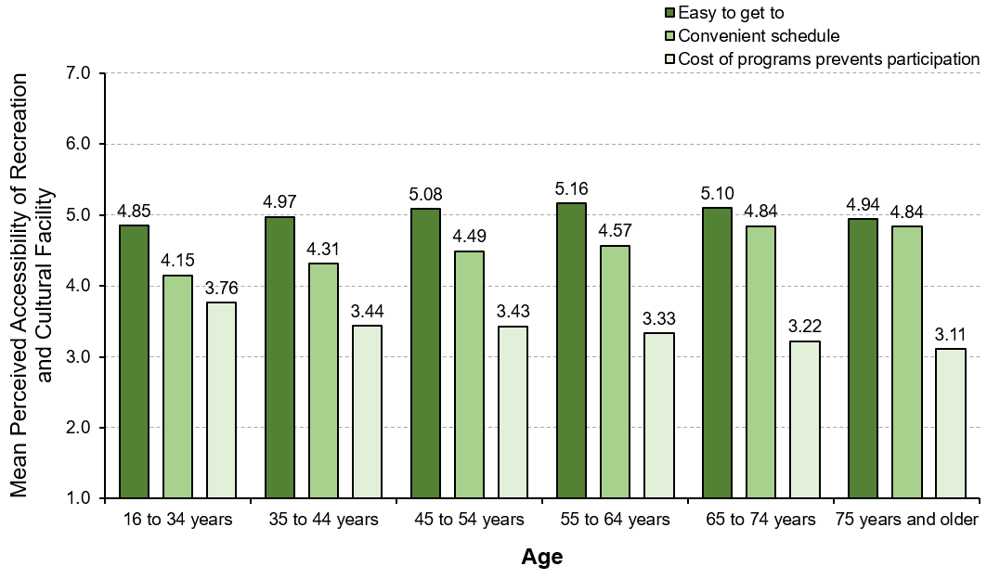 Easy to get to
Convenient schedule
Cost of programs prevents participation
Mean Perceived Accessibility of Recreation
and Cultural Facility
7.0
6.0
5.0
4.0
3.0
2.0
1.0
4.85
4.15
3.76
4.97
4.31
3.44
5.08
4.49
3.43
5.16
4.57
3.33
5.10
4.84
3.22
4.94
4.84
3.11
16 to 34 years
35 to 44 years
45 to 54 years
55 to 64 years
65 to 74 years
75 years and older
Age